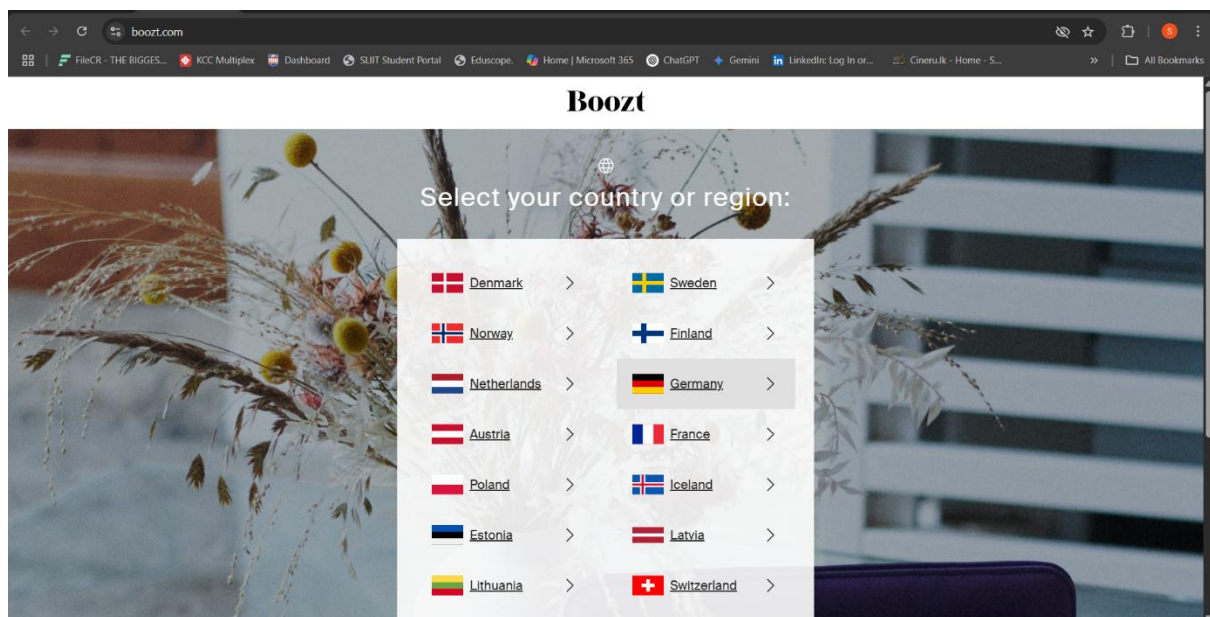 boozt.com
S
FileCR - THE BIGGES... KCC Multiplex Dashboard SLIIT Student Portal Eduscope. Home | Microsoft 365 ChatGPT Gemini LinkedIn: Log In or... Cineru.lk - Home - S... » All Bookmarks
Boozt
Select your country or region:
Denmark Sweden
Norway Finland
Netherlands Germany
Austria France
Poland Iceland
Estonia Latvia
Lithuania Switzerland